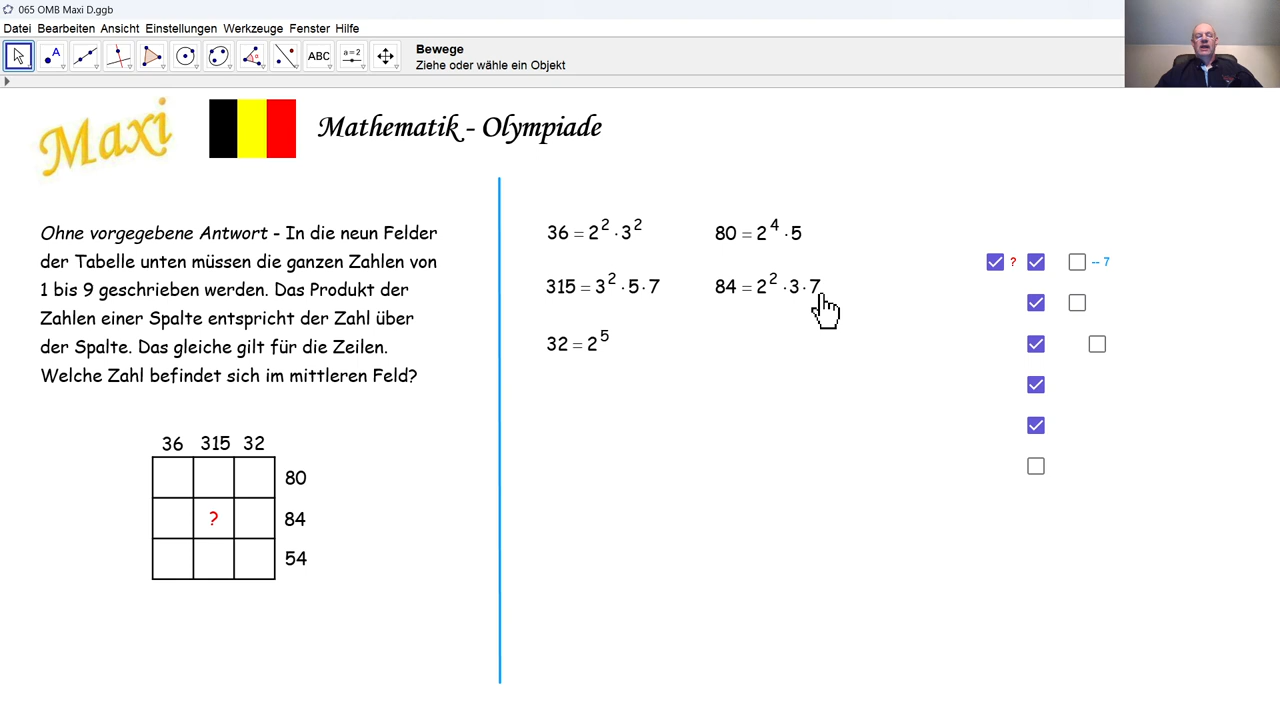 065 OMB Maxi D.ggb
Datei Bearbeiten Ansicht Einstellungen Werkzeuge Fenster Hilfe
A
ABC
a=2
Bewege
Ziehe oder wähle ein Objekt
Maxi
Mathematik - Olympiade
Ohne vorgegebene Antwort - In die neun Felder
der Tabelle unten müssen die ganzen Zahlen von
1 bis 9 geschrieben werden. Das Produkt der
Zahlen einer Spalte entspricht der Zahl über
der Spalte. Das gleiche gilt für die Zeilen.
Welche Zahl befindet sich im mittleren Feld?
36 315 32
80
? 84
54
36 = 2² · 3² 80 = 2⁴ · 5
315 = 3² · 5 · 7 84 = 2² · 3 · 7
32 = 2⁵
? -- 7